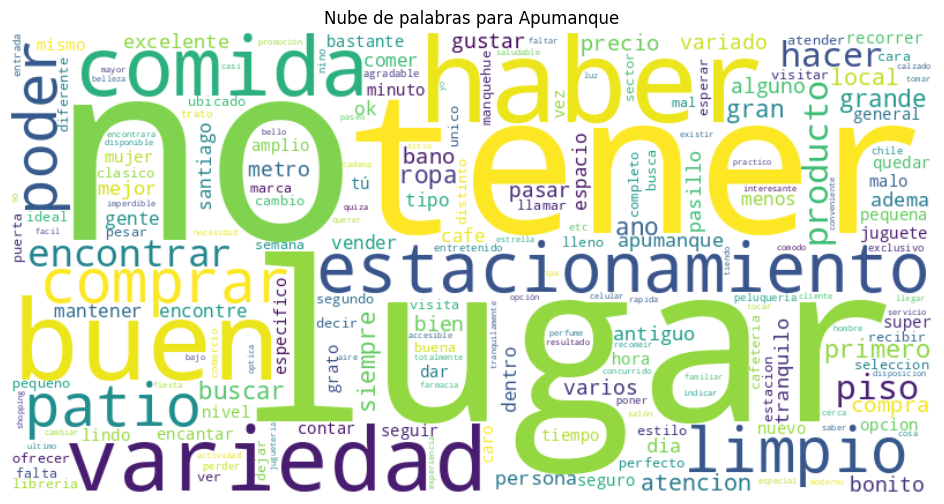 Nube de palabras para Apumanque
entrada
mismo
excelente
bastante
gustar
faltar
precio
variado
hacer
atender
recorrer
cara
promoción
casi
comida
comer
haber
saludable
sector
esperar
visitar
local
mayor
belleza
nino
agradable
minuto
manquehue
vez
alguno
calzado
tomar
poder
diferente
ubicado
trato
ok
yo
luz
mal
gran
producto
grande
general
no
tener
encontrara
disponible
bello
paseo
sitio
unico
existir
chile
mujer
clasico
mejor
santiago
amplio
metro
marca
cambio
cadena
bano
ropa
tipo
tú
distinto
pasar
llamar
espacio
completo
busca
pasillo
practico
menos
interesante
quedar
malo
adema
pequena
90
imperdible
quiza
querer
puerta
ideal
facil
gente
pesar
necesidad
semana
estrella
vender
cafe
entretenido
etc
lleno
ano
apumanque
conveniente
juguete
exclusivo
encontrar
estacionamiento
comodo
tiendo
comprar
spa
buen
lugar
mantener
encontre
especifico
segundo
visita
opción
celular
rapida
peluqueria
cliente
llegar
decir
bien
accesible
totalmente
buena
perfume
resultado
antiguo
tocar
hombre
servicio
super
recibir
primero
bajo
comercio
optica
grato
aire
siempre
dar
farmacia
tranquilamente
recomeir
concurrido
hora
familiar
indicar
cafeteria
estacion
tranquilo
seleccion
disposicion
pequeno
fiesta
buscar
nivel
dentro
varios
poner
piso
compra
shopping
patio
lindo
encantar
contar
seguir
caro
salón
estilo
dia
nuevo
cerca
saber
opcion
cosa
cambiar
ultimo
variedad
tiempo
limpio
ofrecer
falta
libreria
actividad
perder
ver
dejar
jugueteria
experiencia
persona
seguro
perfecto
atencion
especial
moderno
bonito